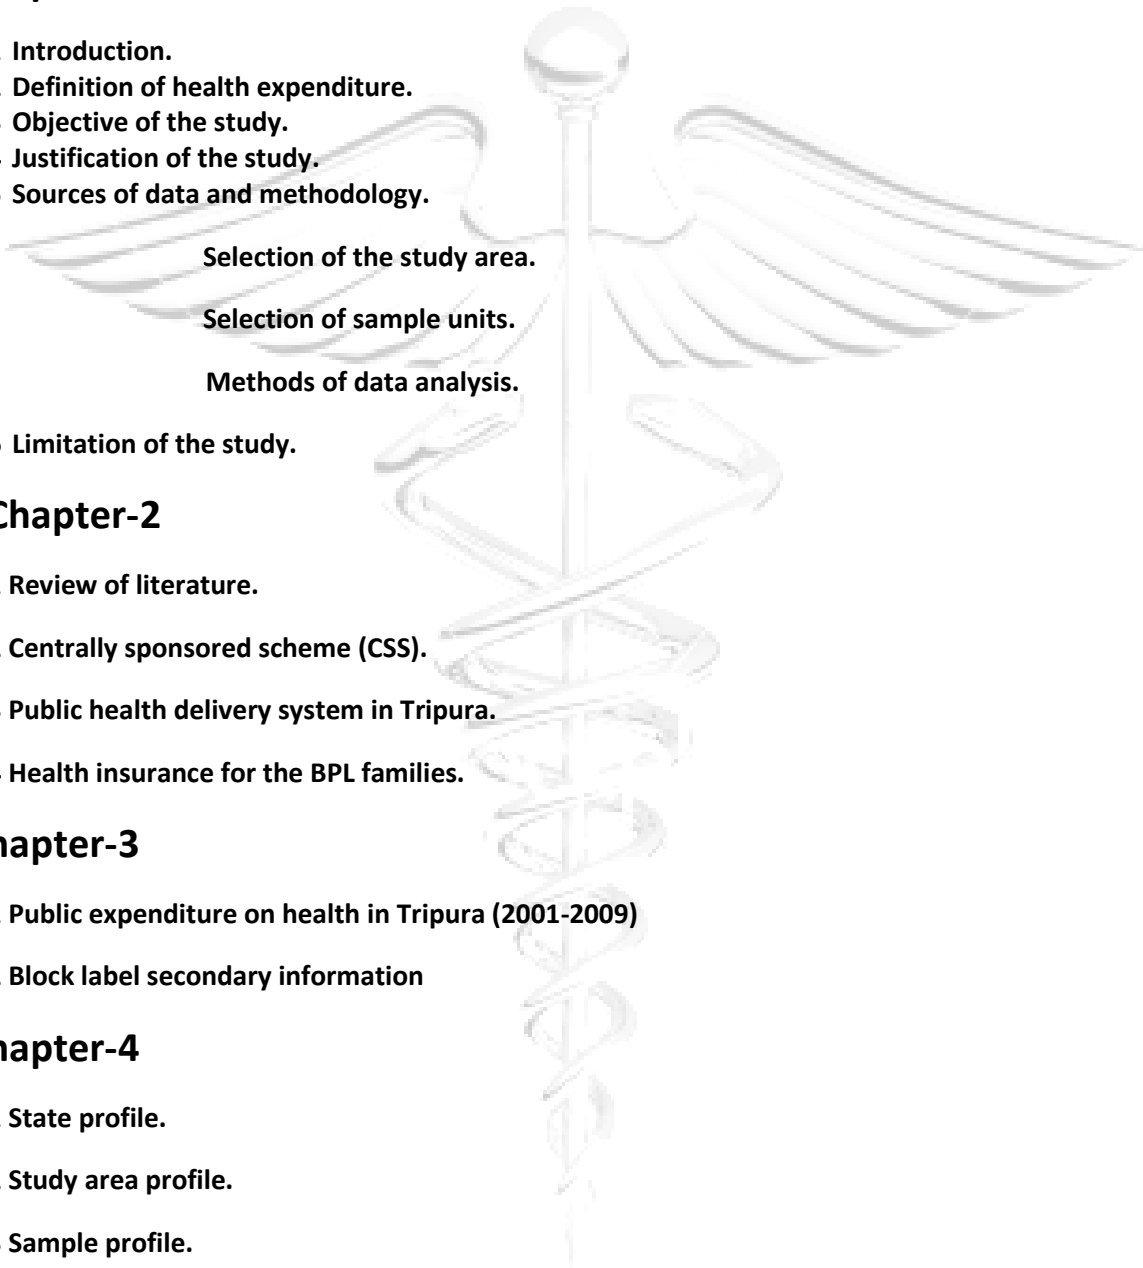 Introduction.
Definition of health expenditure.
Objective of the study.
Justification of the study.
Sources of data and methodology.
Selection of the study area.
Selection of sample units.
Methods of data analysis.
Limitation of the study.
Chapter-2
Review of literature.
Centrally sponsored scheme (CSS).
Public health delivery system in Tripura.
Health insurance for the BPL families.
hapter-3
Public expenditure on health in Tripura (2001-2009)
Block label secondary information
hapter-4
State profile.
Study area profile.
Sample profile.